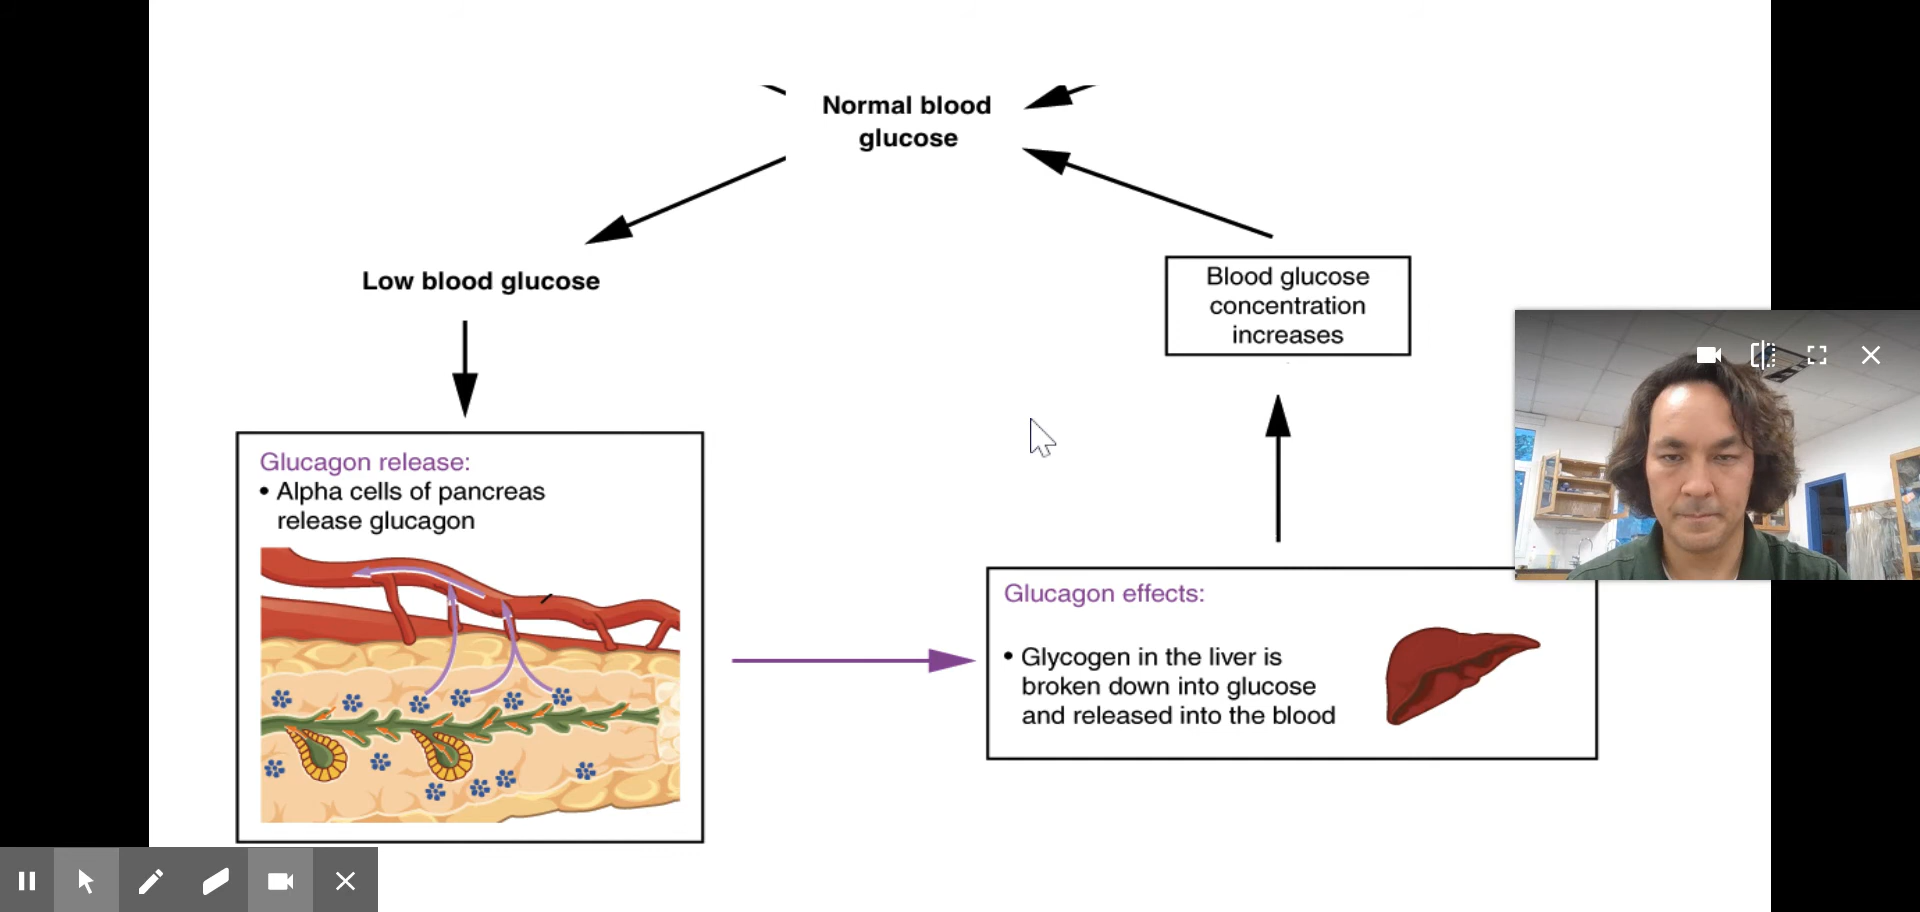 Normal blood
glucose
Low blood glucose
Blood glucose
concentration
increases
Glucagon release:
• Alpha cells of pancreas
release glucagon
Glucagon effects:
• Glycogen in the liver is
broken down into glucose
and released into the blood